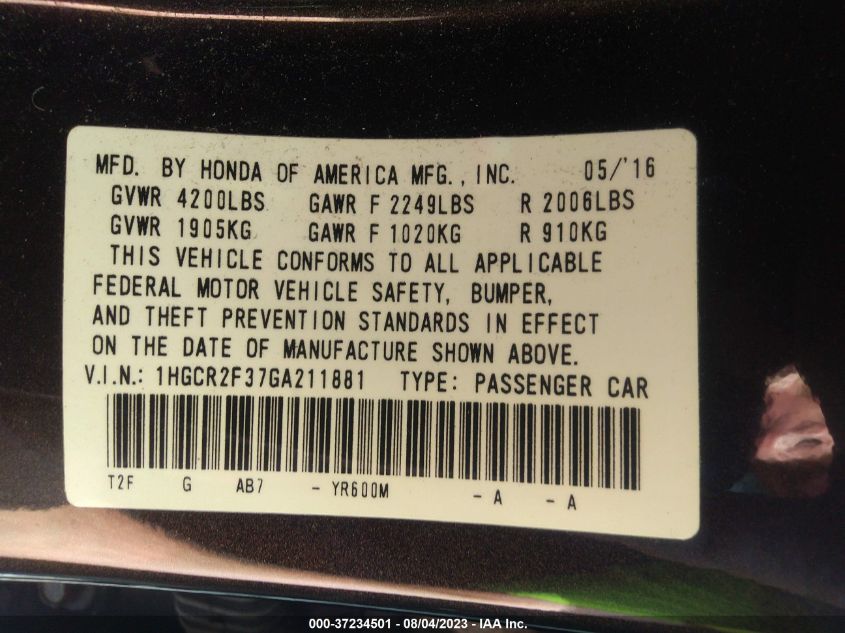 MFD. BY HONDA OF AMERICA MFG., INC. 05/'16
GVWR 4200LBS GAWR F 2249LBS R 2006LBS
GVWR 1905KG GAWR F 1020KG R 910KG
THIS VEHICLE CONFORMS TO ALL APPLICABLE
FEDERAL MOTOR VEHICLE SAFETY, BUMPER,
AND THEFT PREVENTION STANDARDS IN EFFECT
ON THE DATE OF MANUFACTURE SHOWN ABOVE.
V.I.N.: 1HGCR2F37GA211881 TYPE: PASSENGER CAR
T2F G AB7 - YR600M - A - A
000-37234501 - 08/04/2023 - IAA Inc.